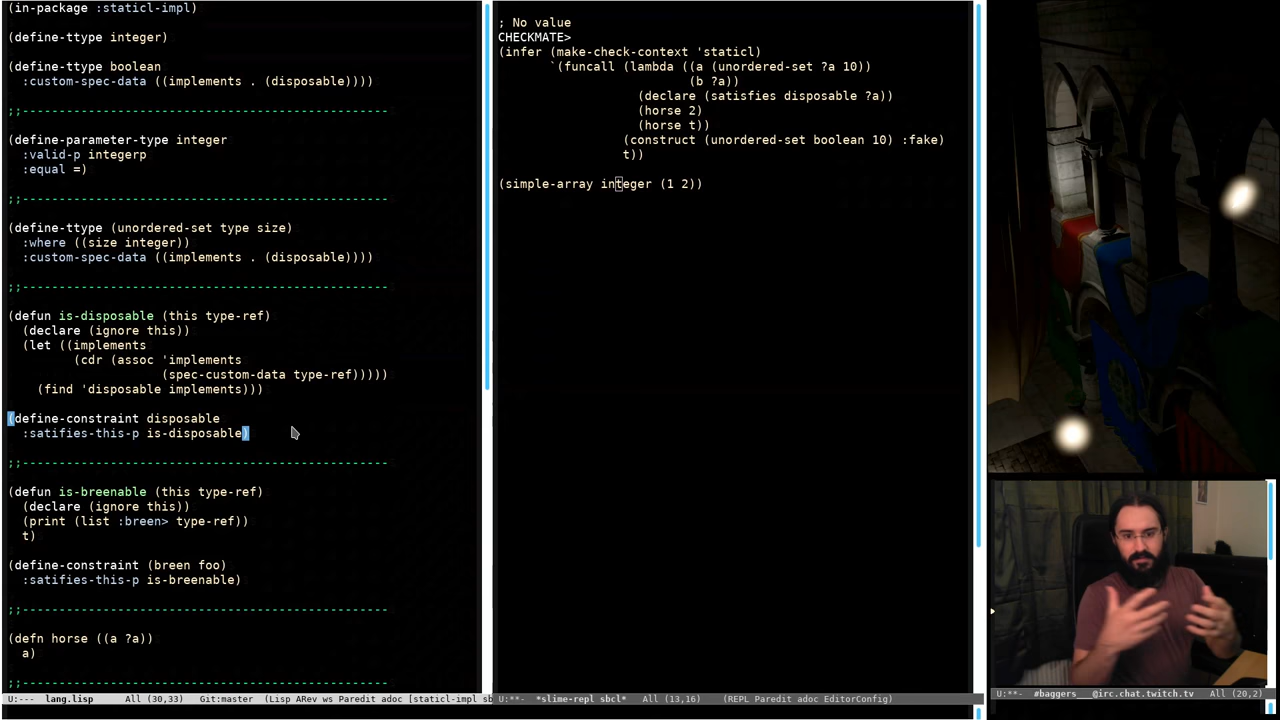 (in-package :staticl-impl)
(define-ttype integer)
(define-ttype boolean
  :custom-spec-data ((implements . (disposable))))
;;--------------------------------------------------
(define-parameter-type integer
  :valid-p integerp
  :equal =)
;;--------------------------------------------------
(define-ttype (unordered-set type size)
  :where ((size integer))
  :custom-spec-data ((implements . (disposable))))
;;--------------------------------------------------
(defun is-disposable (this type-ref)
  (declare (ignore this))
  (let ((implements
         (cdr (assoc 'implements
                     (spec-custom-data type-ref)))))
    (find 'disposable implements)))
(define-constraint disposable
  :satifies-this-p is-disposable)
;;--------------------------------------------------
(defun is-breenable (this type-ref)
  (declare (ignore this))
  (print (list :breen> type-ref))
  t)
(define-constraint (breen foo)
  :satifies-this-p is-breenable)
;;--------------------------------------------------
(defn horse ((a ?a))
  a)
;;--------------------------------------------------
U:---  lang.lisp      All (30,33)   Git:master  (Lisp ARev ws Paredit adoc [staticl-impl sb
; No value
CHECKMATE>
(infer (make-check-context 'staticl)
       `(funcall (lambda ((a (unordered-set ?a 10))
                          (b ?a))
                   (declare (satisfies disposable ?a))
                   (horse 2)
                   (horse t))
                 (construct (unordered-set boolean 10) :fake)
                 t))
(simple-array integer (1 2))
U:**-  *slime-repl sbcl*   All (13,16)   (REPL Paredit adoc EditorConfig)
U:**-  #baggers__@irc.chat.twitch.tv   All (20,2)